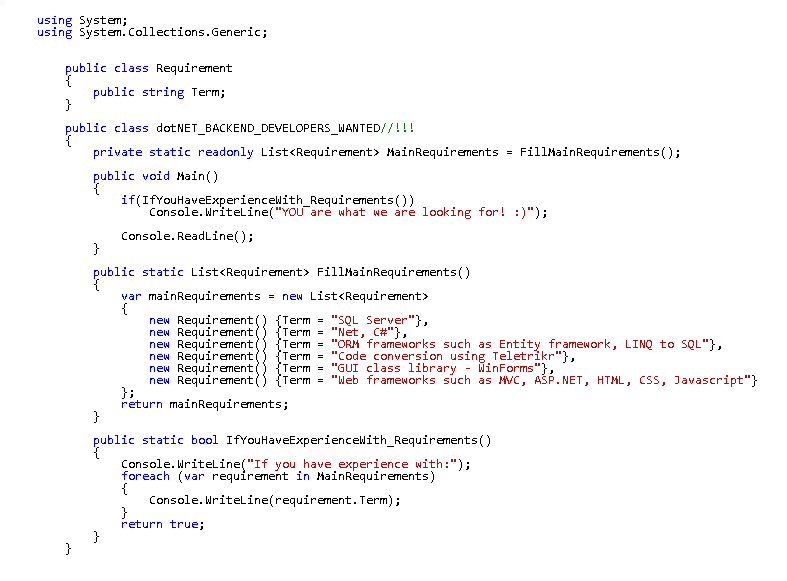 using System;
using System.Collections.Generic;
public class Requirement
{
public string Term;
}
public class dotNET_BACKEND_DEVELOPERS_WANTED//!!!
{
private static readonly List<Requirement> MainRequirements = FillMainRequirements();
public void Main()
{
if(IfYouHaveExperienceWith_Requirements())
Console.WriteLine("YOU are what we are looking for! :)");
Console.ReadLine();
}
public static List<Requirement> FillMainRequirements()
{
var mainRequirements = new List<Requirement>
{
new Requirement() {Term = "SQL Server"},
new Requirement() {Term = "Net, C#"},
new Requirement() {Term = "ORM frameworks such as Entity framework, LINQ to SQL"},
new Requirement() {Term = "Code conversion using Teletrikr"},
new Requirement() {Term = "GUI class library - WinForms"},
new Requirement() {Term = "Web frameworks such as MVC, ASP.NET, HTML, CSS, Javascript"}
};
return mainRequirements;
}
public static bool IfYouHaveExperienceWith_Requirements()
{
Console.WriteLine("If you have experience with:");
foreach (var requirement in MainRequirements)
{
Console.WriteLine(requirement.Term);
}
return true;
}
}